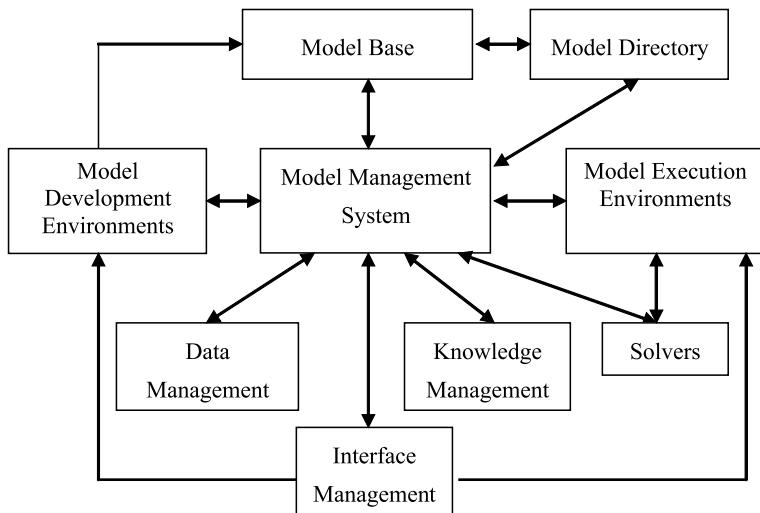 Model Base
Model Directory
Model
Development
Environments
Model Management
System
Model Execution
Environments
Data
Management
Knowledge
Management
Solvers
Interface
Management